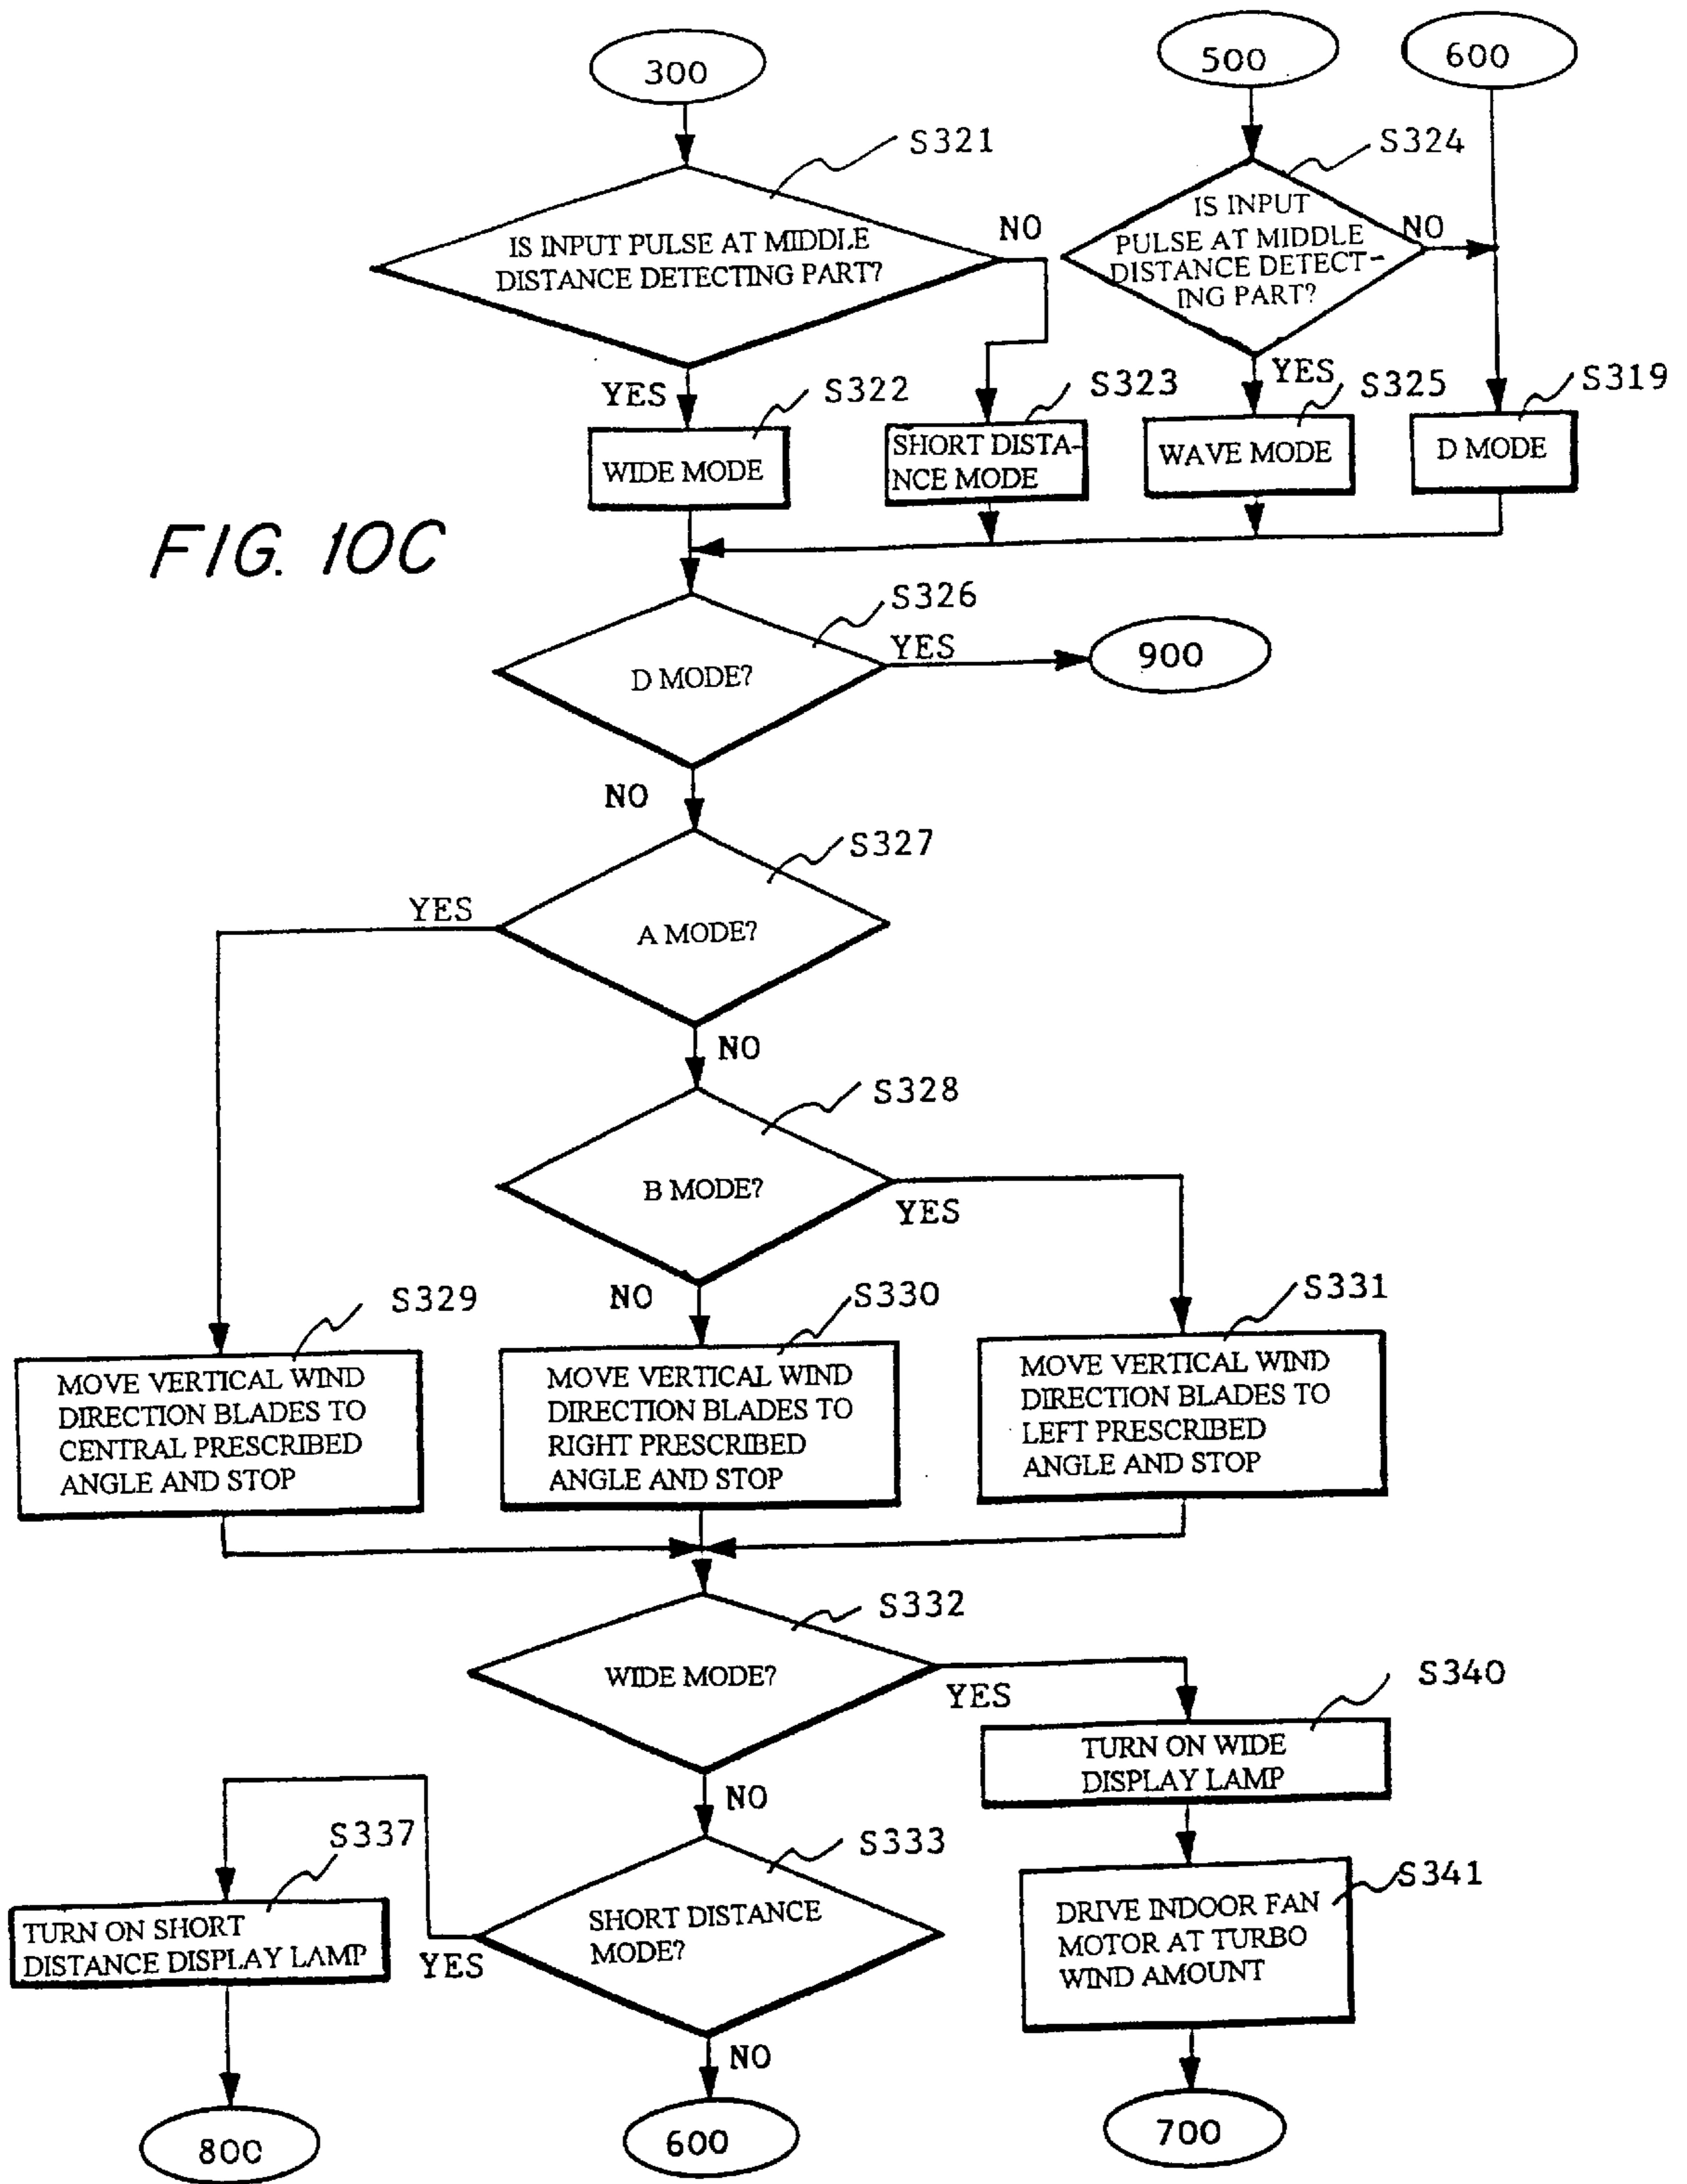 300
500
600
S321
S324
IS INPUT PULSE AT MIDDLE
DISTANCE DETECTING PART?
NO
IS INPUT
PULSE AT MIDDLE
DISTANCE DETECT-
ING PART?
NO
YES
S322
S323
YES
S325
S319
WIDE MODE
SHORT DISTA-
NCE MODE
WAVE MODE
D MODE
FIG. 10C
S326
D MODE?
YES
900
NO
S327
YES
A MODE?
NO
S328
B MODE?
YES
NO
S329
S330
S331
MOVE VERTICAL WIND
DIRECTION BLADES TO
CENTRAL PRESCRIBED
ANGLE AND STOP
MOVE VERTICAL WIND
DIRECTION BLADES TO
RIGHT PRESCRIBED
ANGLE AND STOP
MOVE VERTICAL WIND
DIRECTION BLADES TO
LEFT PRESCRIBED
ANGLE AND STOP
S332
WIDE MODE?
YES
S340
TURN ON WIDE
DISPLAY LAMP
NO
S337
S333
S341
TURN ON SHORT
DISTANCE DISPLAY LAMP
YES
SHORT DISTANCE
MODE?
DRIVE INDOOR FAN
MOTOR AT TURBO
WIND AMOUNT
NO
800
600
700